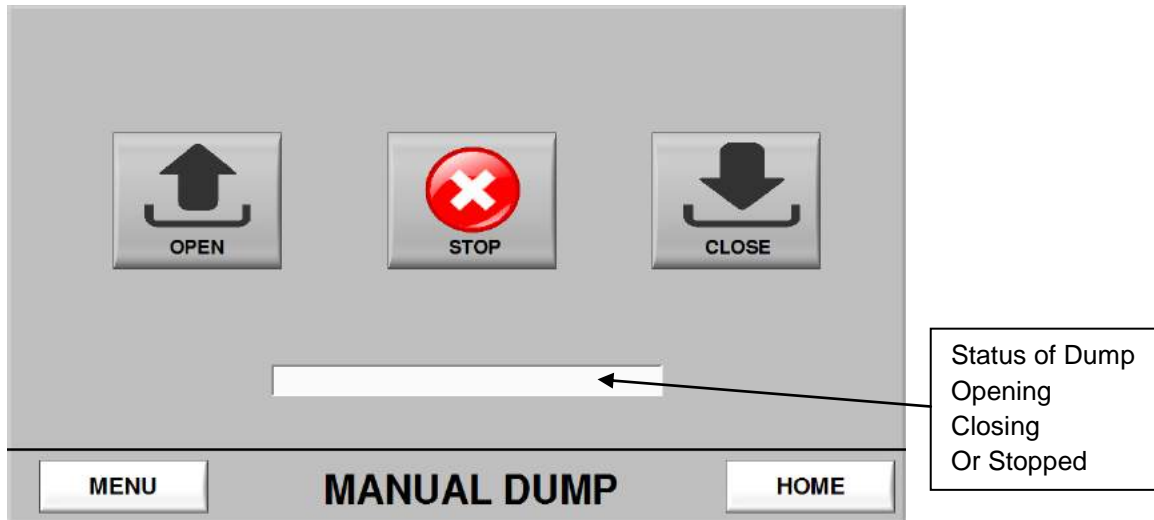 OPEN
STOP
CLOSE
Status of Dump
Opening
Closing
Or Stopped
MENU
MANUAL DUMP
HOME